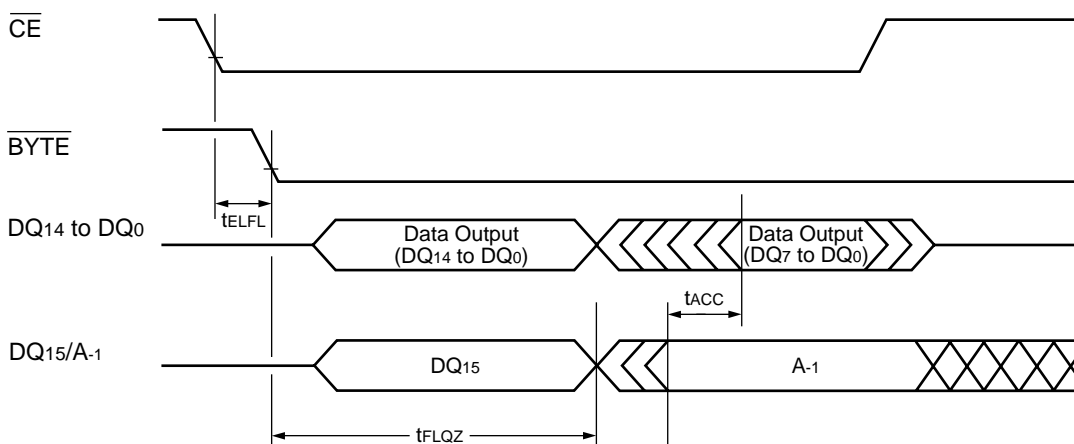 CE
BYTE
tELFL
DQ14 to DQ0
Data Output
(DQ14 to DQ0)
Data Output
(DQ7 to DQ0)
tACC
DQ15/A-1
DQ15
A-1
tFLQZ